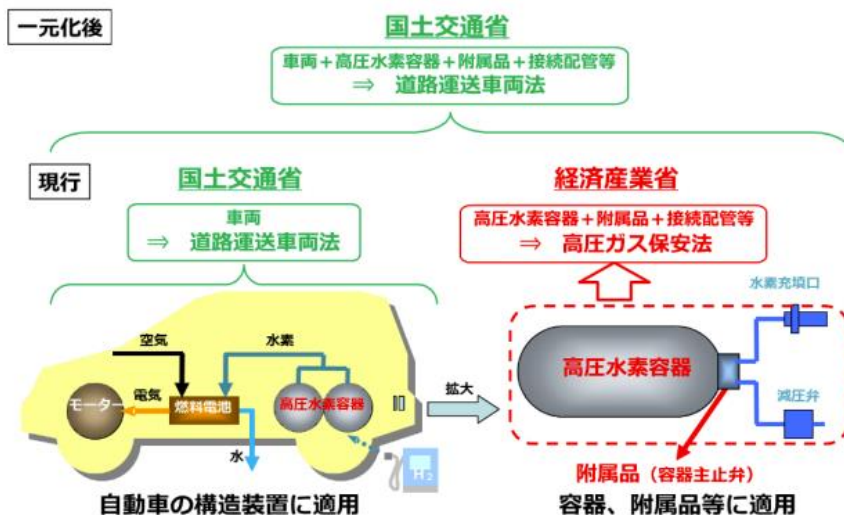 一元化後
国土交通省
車両+高圧水素容器+附属品+接続配管等
⇒ 道路運送車両法
現行
国土交通省
車両
⇒ 道路運送車両法
経済産業省
高圧水素容器+附属品+接続配管等
⇒ 高圧ガス保安法
空気
水素
モーター
電気
燃料電池
高圧水素容器
水
H2
拡大
水素充填口
高圧水素容器
減圧弁
附属品(容器主止弁)
自動車の構造装置に適用
容器、附属品等に適用